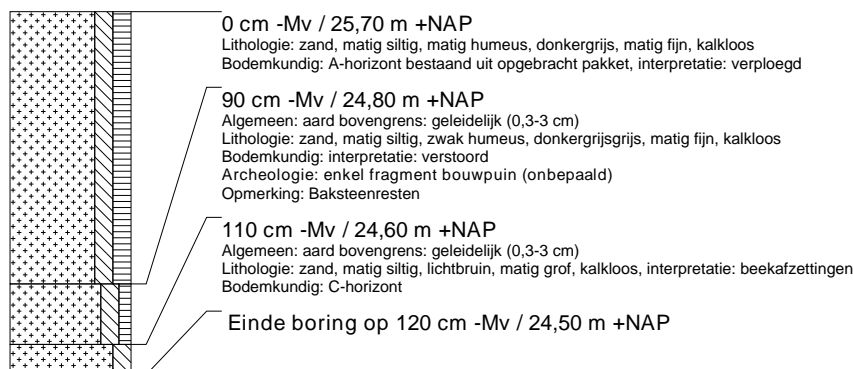 0 cm -Mv / 25,70 m +NAP
Lithologie: zand, matig siltig, matig humeus, donkergrijs, matig fijn, kalkloos
Bodemkundig: A-horizont bestaand uit opgebracht pakket, interpretatie: verploegd
90 cm -Mv / 24,80 m +NAP
Algemeen: aard bovengrens: geleidelijk (0,3-3 cm)
Lithologie: zand, matig siltig, zwak humeus, donkergrijsgrijs, matig fijn, kalkloos
Bodemkundig: interpretatie: verstoord
Archeologie: enkel fragment bouwpuin (onbepaald)
Opmerking: Baksteenresten
110 cm -Mv / 24,60 m +NAP
Algemeen: aard bovengrens: geleidelijk (0,3-3 cm)
Lithologie: zand, matig siltig, lichtbruin, matig grof, kalkloos, interpretatie: beekafzettingen
Bodemkundig: C-horizont
Einde boring op 120 cm -Mv / 24,50 m +NAP